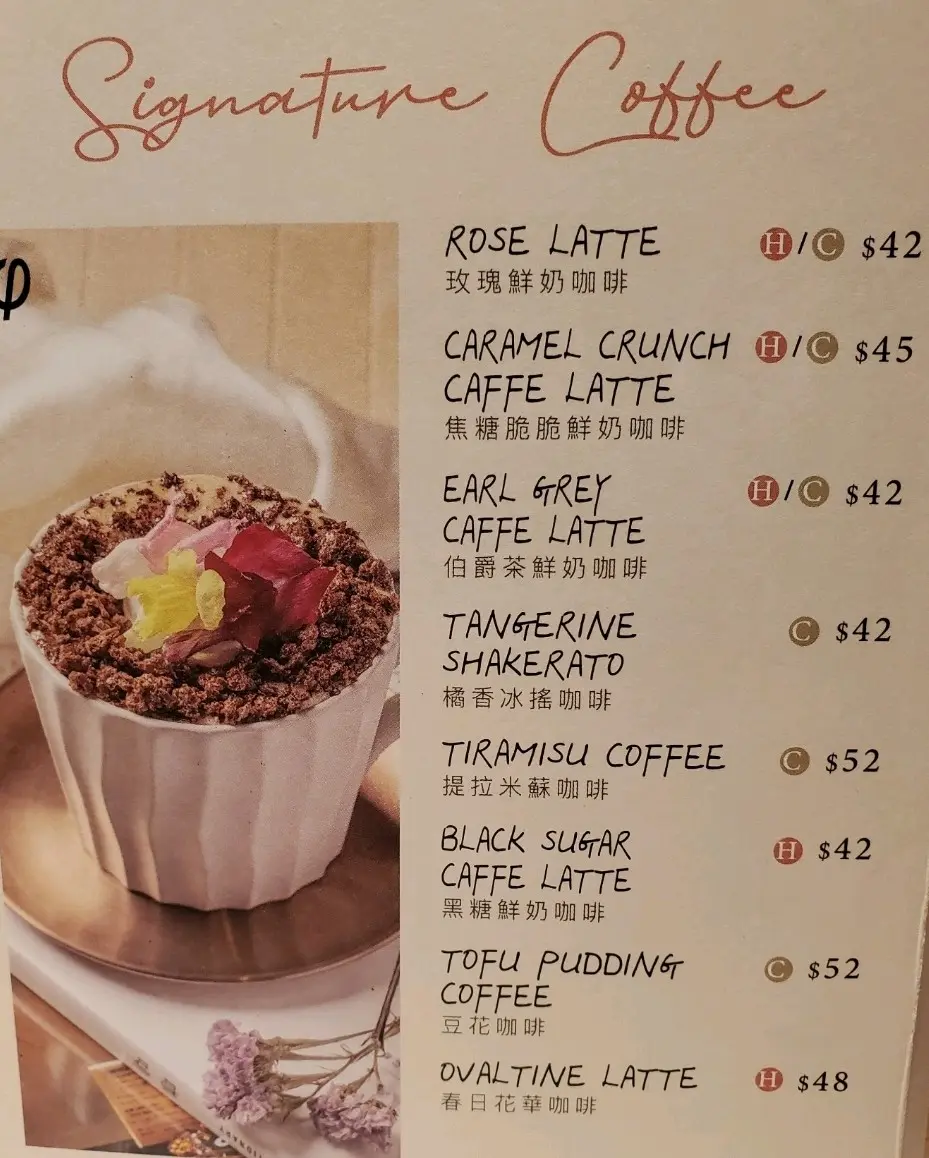 Signature Coffee
ROSE LATTE H/C $42
玫瑰鮮奶咖啡
CARAMEL CRUNCH H/C $45
CAFFE LATTE
焦糖脆脆鮮奶咖啡
EARL GREY H/C $42
CAFFE LATTE
伯爵茶鮮奶咖啡
TANGERINE C $42
SHAKERATO
橘香冰搖咖啡
TIRAMISU COFFEE C $52
提拉米蘇咖啡
BLACK SUGAR H $42
CAFFE LATTE
黑糖鮮奶咖啡
TOFU PUDDING C $52
COFFEE
豆花咖啡
OVALTINE LATTE H $48
春日花華咖啡